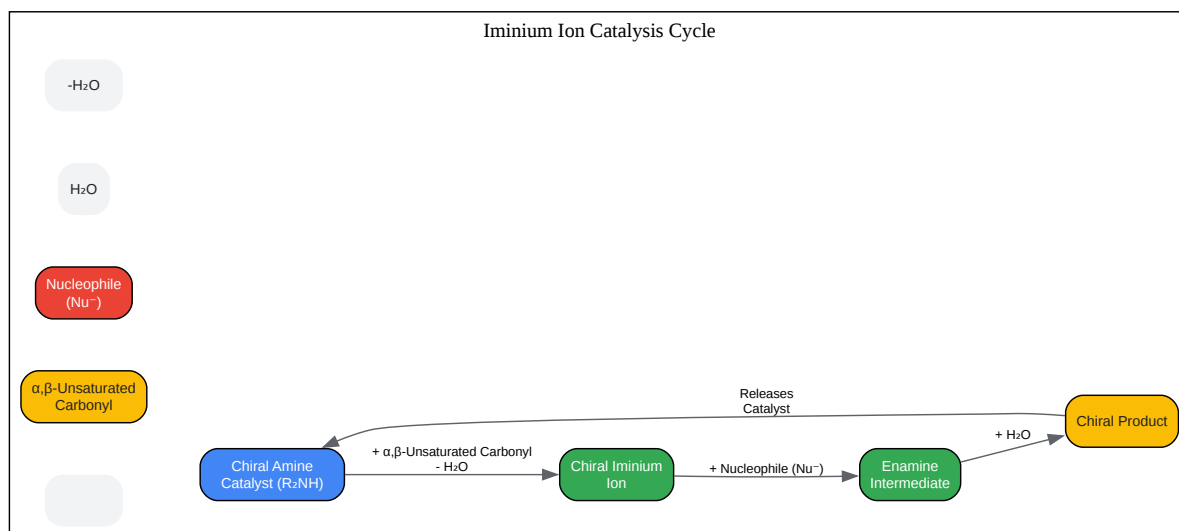 Iminium Ion Catalysis Cycle
-H₂O
H₂O
Nucleophile
(Nu⁻)
α,β-Unsaturated
Carbonyl
Releases
Catalyst
Chiral Product
+ H₂O
+ α,β-Unsaturated Carbonyl
- H₂O
Chiral Amine
Catalyst (R₂NH)
Chiral Iminium
Ion
+ Nucleophile (Nu⁻)
Enamine
Intermediate